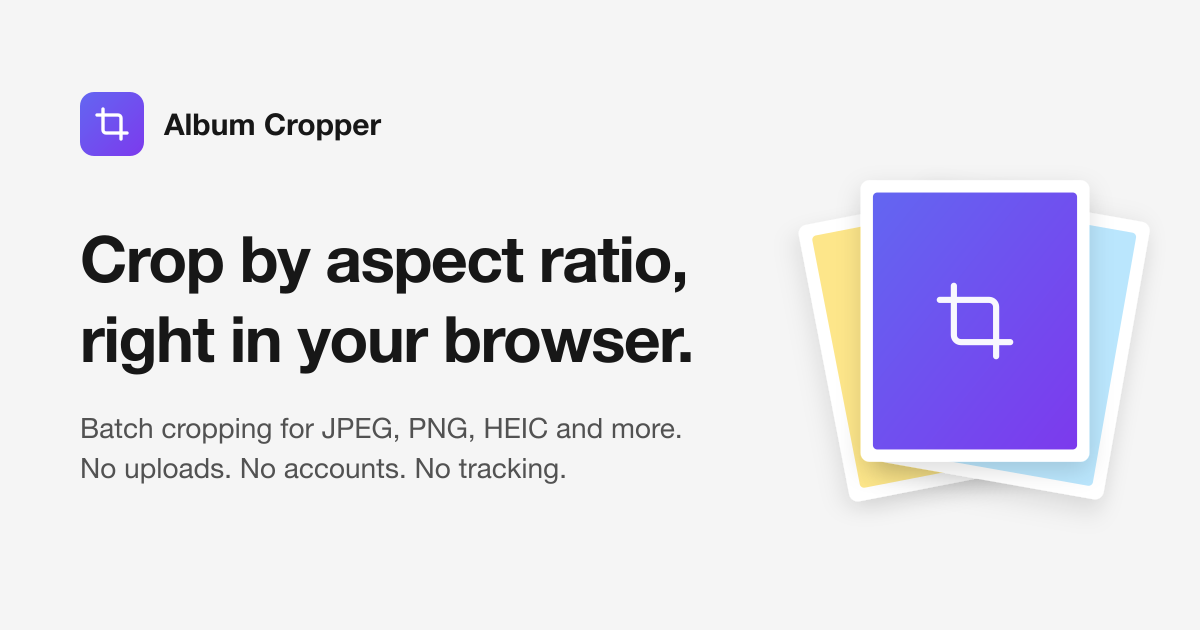 Album Cropper
Crop by aspect ratio,
right in your browser.
Batch cropping for JPEG, PNG, HEIC and more.
No uploads. No accounts. No tracking.